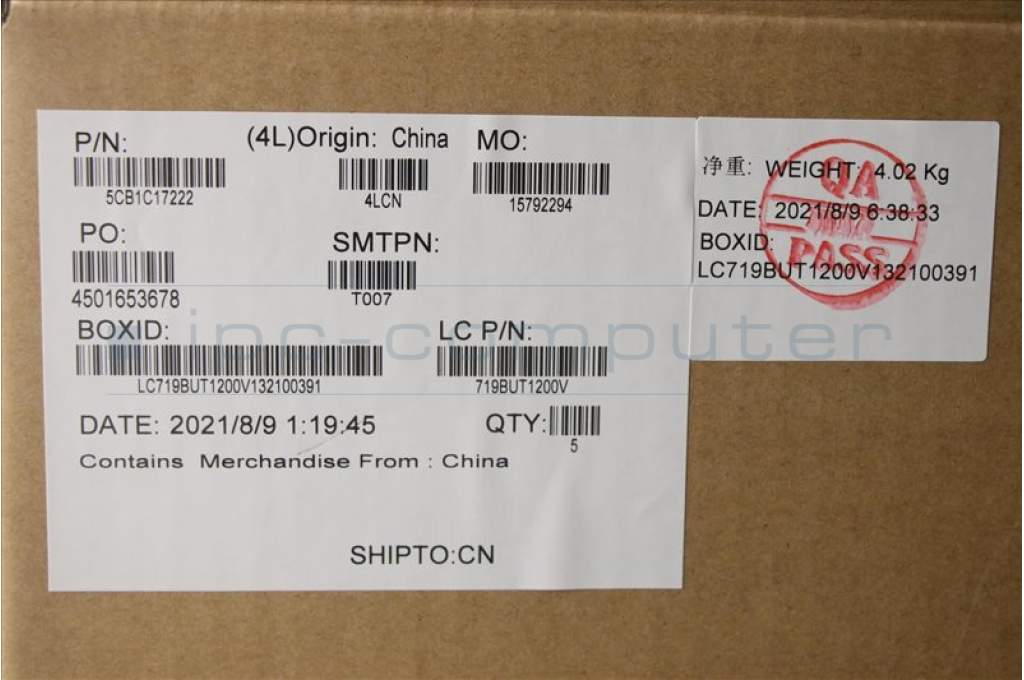 P/N: (4L)Origin: China MO:
5CB1C17222 4LCN 15792294
PO: SMTPN:
4501653678 T007
BOXID: LC P/N:
LC719BUT1200V132100391 719BUT1200V
DATE: 2021/8/9 1:19:45 QTY: 5
Contains Merchandise From : China
SHIPTO:CN
净重: WEIGHT: 4.02 Kg
DATE: 2021/8/9 6:38:33
BOXID:
LC719BUT1200V132100391
QA
PASS
ipc-computer